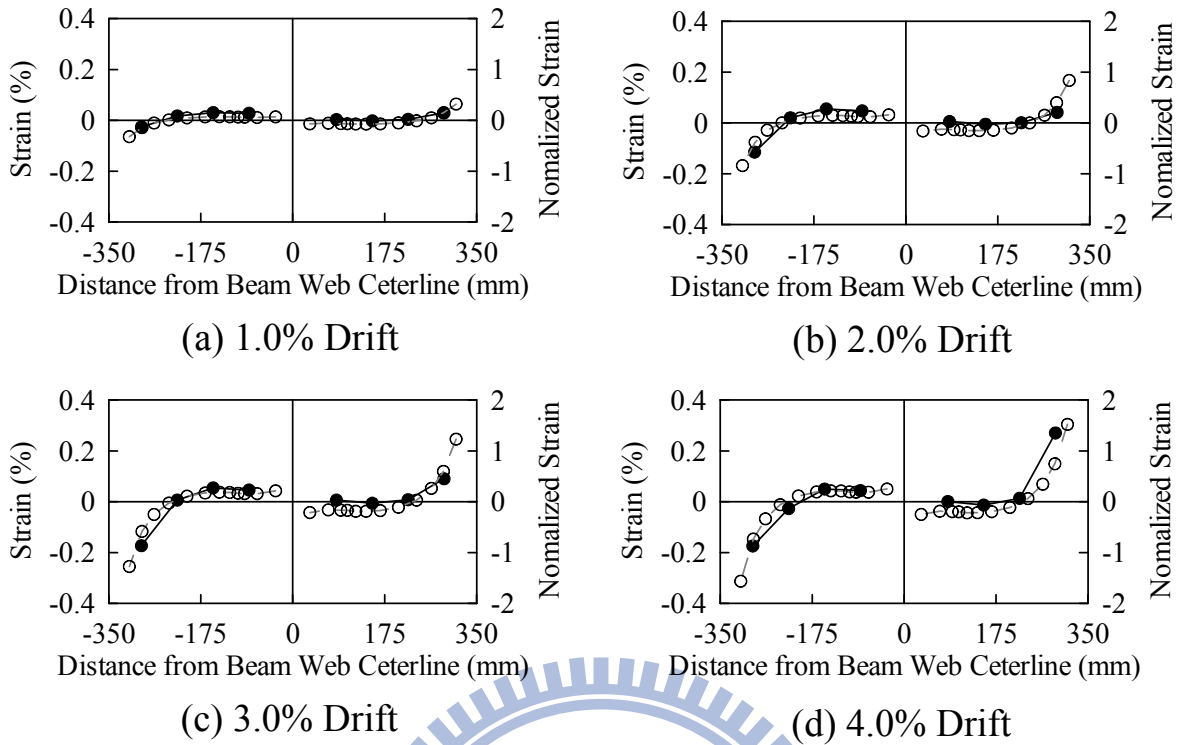 0.4
0.2
0
-0.2
-0.4
Strain (%)
2
1
0
-1
-2
Nomalized Strain
-350 -175 0 175 350
Distance from Beam Web Ceterline (mm)
(a) 1.0% Drift
0.4
0.2
0
-0.2
-0.4
Strain (%)
2
1
0
-1
-2
Nomalized Strain
-350 -175 0 175 350
Distance from Beam Web Ceterline (mm)
(b) 2.0% Drift
0.4
0.2
0
-0.2
-0.4
Strain (%)
2
1
0
-1
-2
Nomalized Strain
-350 -175 0 175 350
Distance from Beam Web Ceterline (mm)
(c) 3.0% Drift
0.4
0.2
0
-0.2
-0.4
Strain (%)
2
1
0
-1
-2
Nomalized Strain
-350 -175 0 175 350
Distance from Beam Web Ceterline (mm)
(d) 4.0% Drift